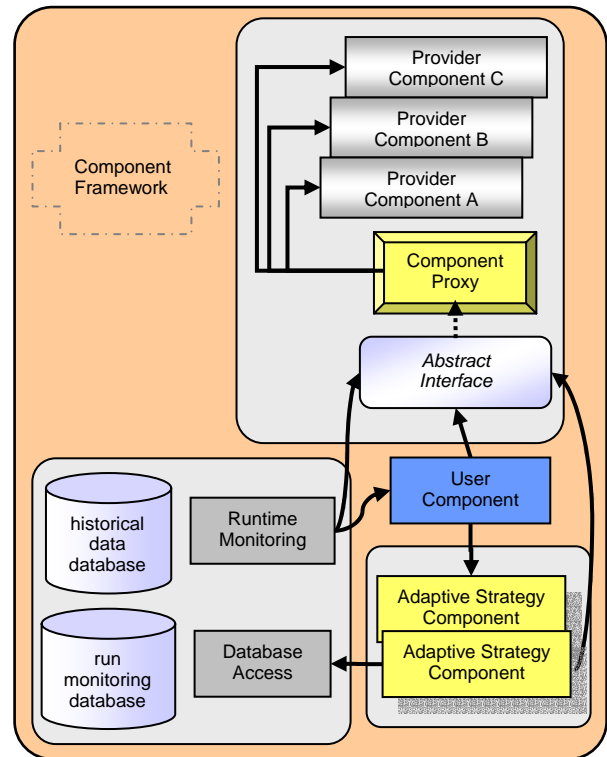 Provider
Component C
Provider
Component B
Provider
Component A
Component
Framework
Component
Proxy
Abstract
Interface
User
Component
Runtime
Monitoring
historical
data
database
Adaptive Strategy
Component
Adaptive Strategy
Component
Database
Access
run
monitoring
database